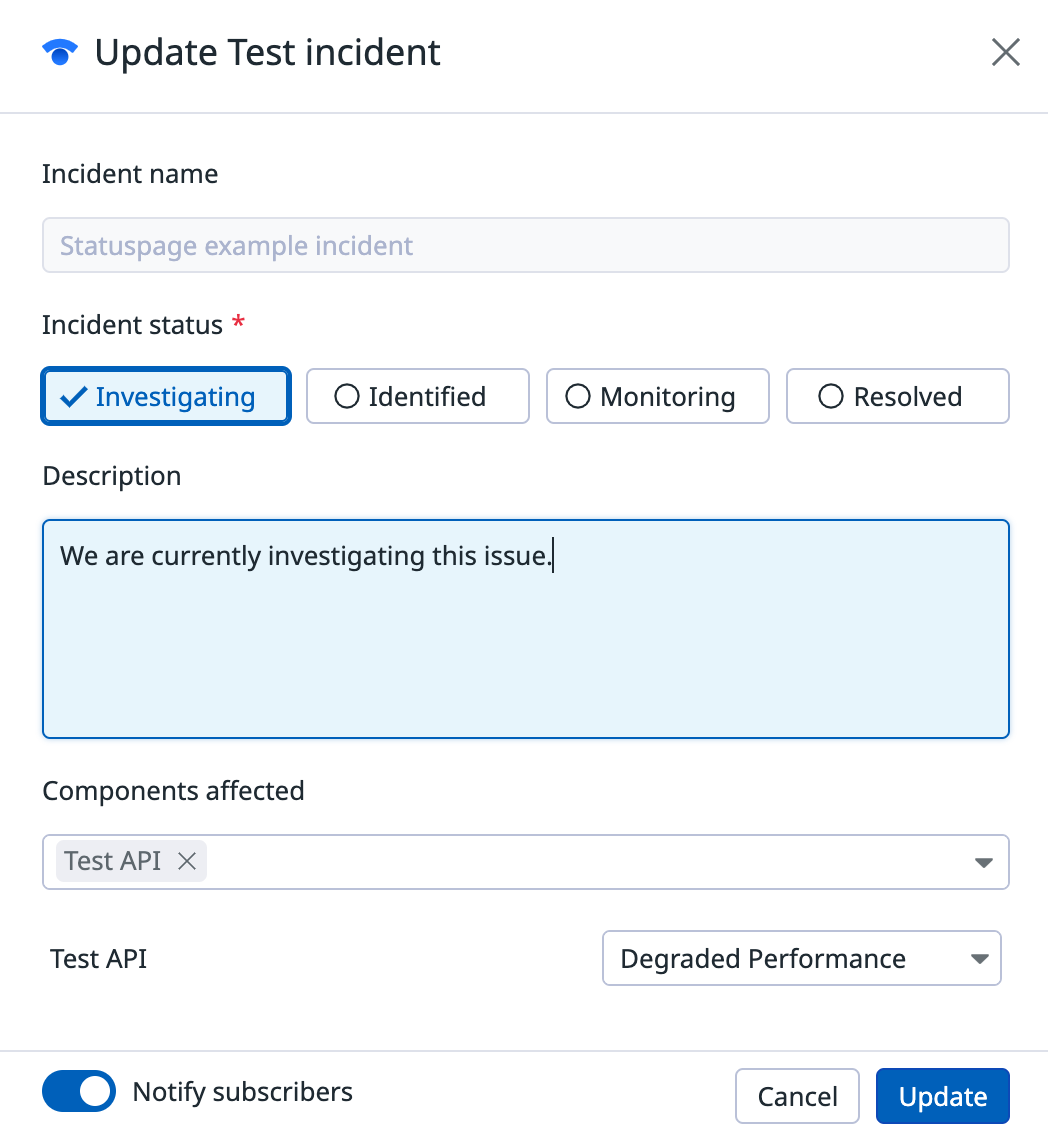 Update Test incident
Incident name
Statuspage example incident
Incident status *
Investigating Identified Monitoring Resolved
Description
We are currently investigating this issue.
Components affected
Test API
Test API Degraded Performance
Notify subscribers Cancel Update